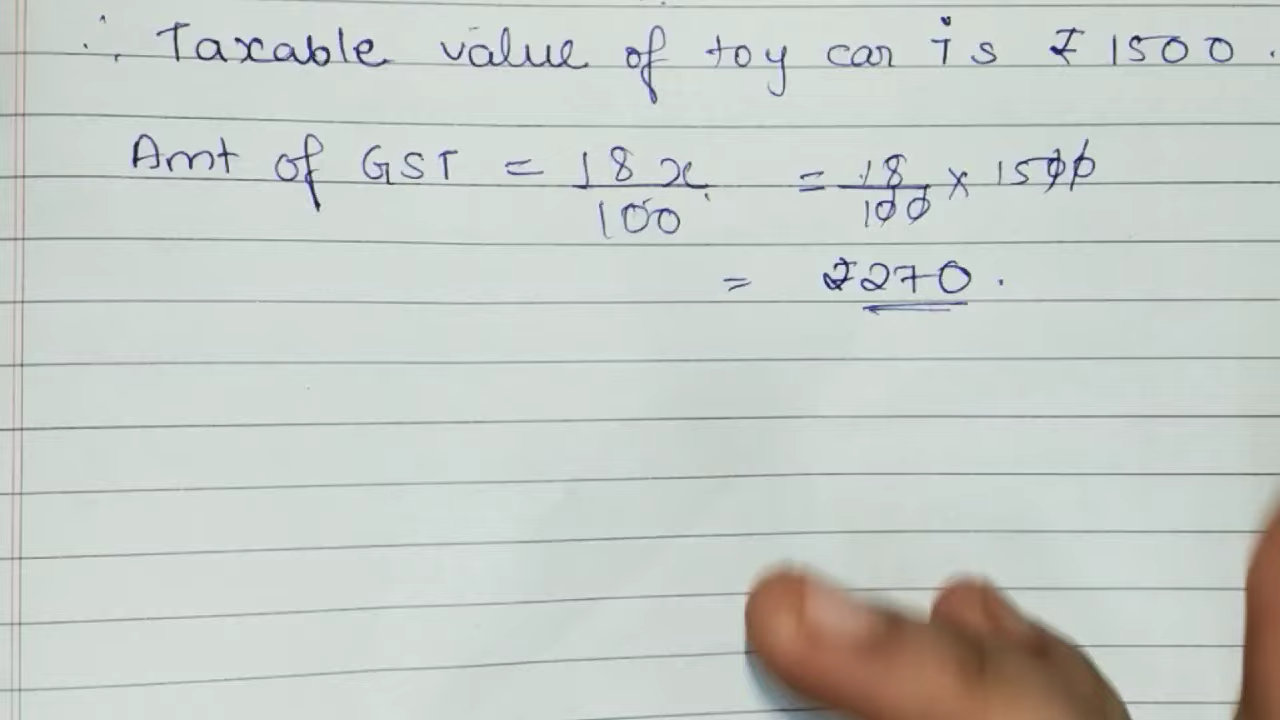 ∴ Taxable value of toy car is ₹ 1500.
Amt of GST = 18x/100 = 18/100 × 1500
= ₹270.